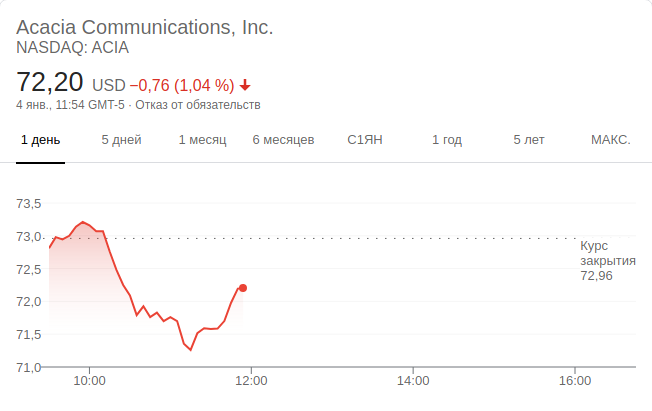 Acacia Communications, Inc.
NASDAQ: ACIA
72,20 USD −0,76 (1,04 %)
4 янв., 11:54 GMT-5 · Отказ от обязательств
1 день 5 дней 1 месяц 6 месяцев С1ЯН 1 год 5 лет МАКС.
73,5
73,0
72,5
72,0
71,5
71,0
Курс
закрытия
72,96
10:00 12:00 14:00 16:00